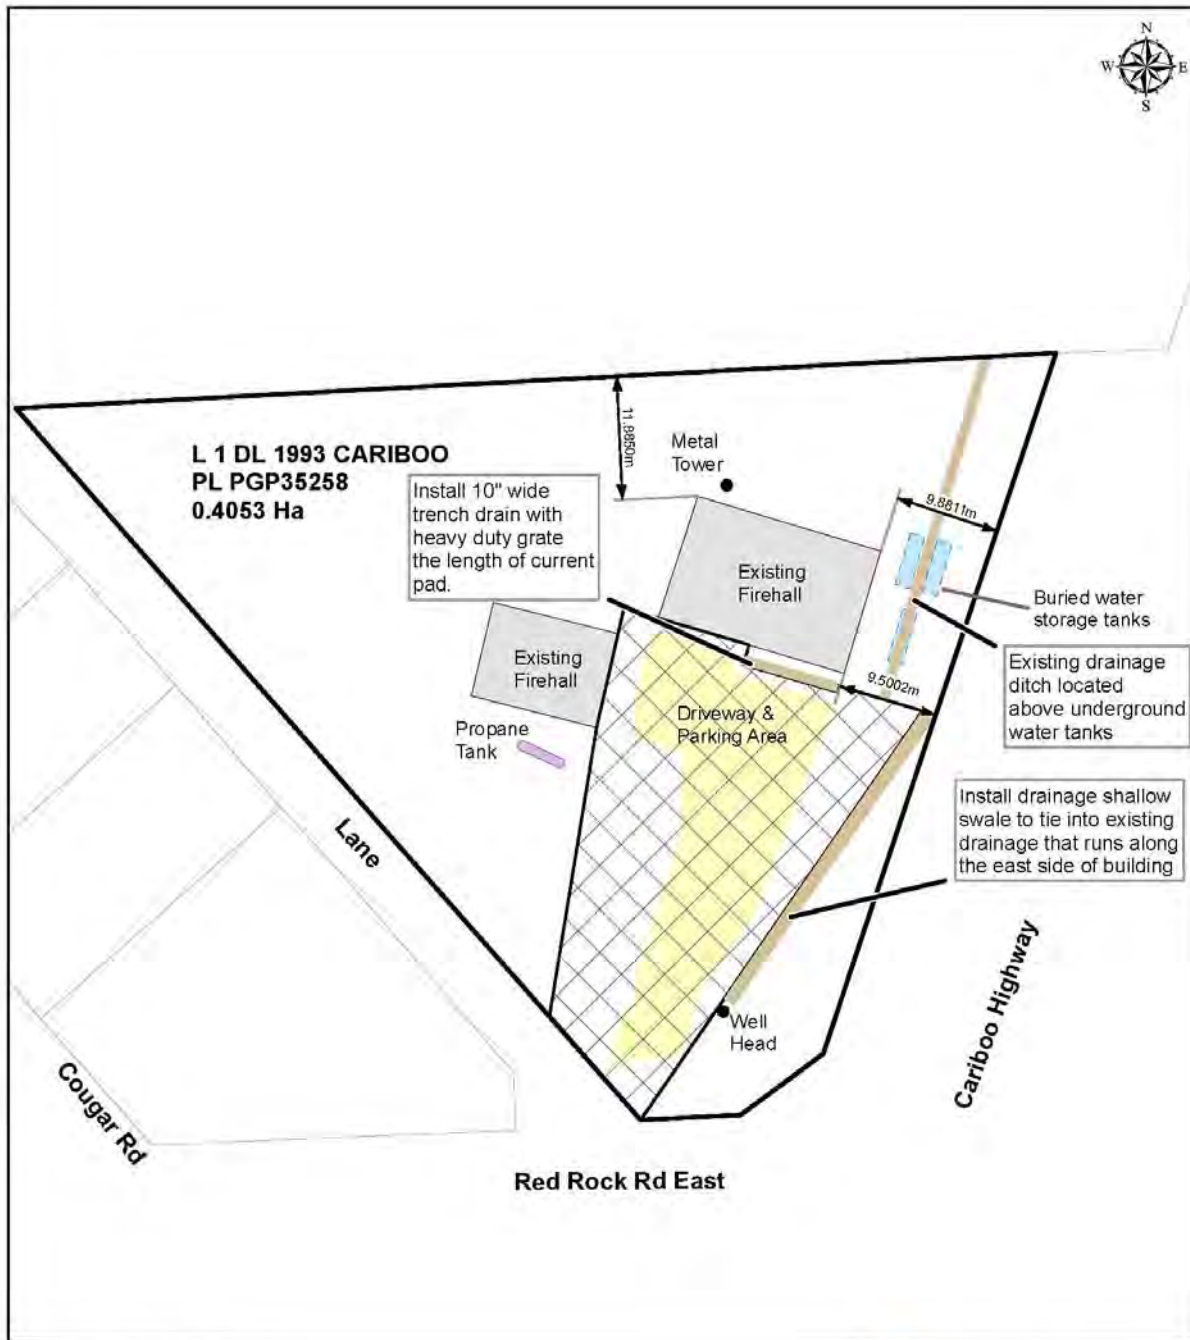 N
W
E
S
L 1 DL 1993 CARIBOO
PL PGP35258
0.4053 Ha
11.8850m
Metal
Tower
Install 10" wide
trench drain with
heavy duty grate
the length of current
pad.
9.8811m
Existing
Firehall
Buried water
storage tanks
Existing
Firehall
Existing drainage
ditch located
above underground
water tanks
9.5002m
Driveway &
Parking Area
Propane
Tank
Install drainage shallow
swale to tie into existing
drainage that runs along
the east side of building
Lane
Well
Head
Cariboo Highway
Cougar Rd
Red Rock Rd East